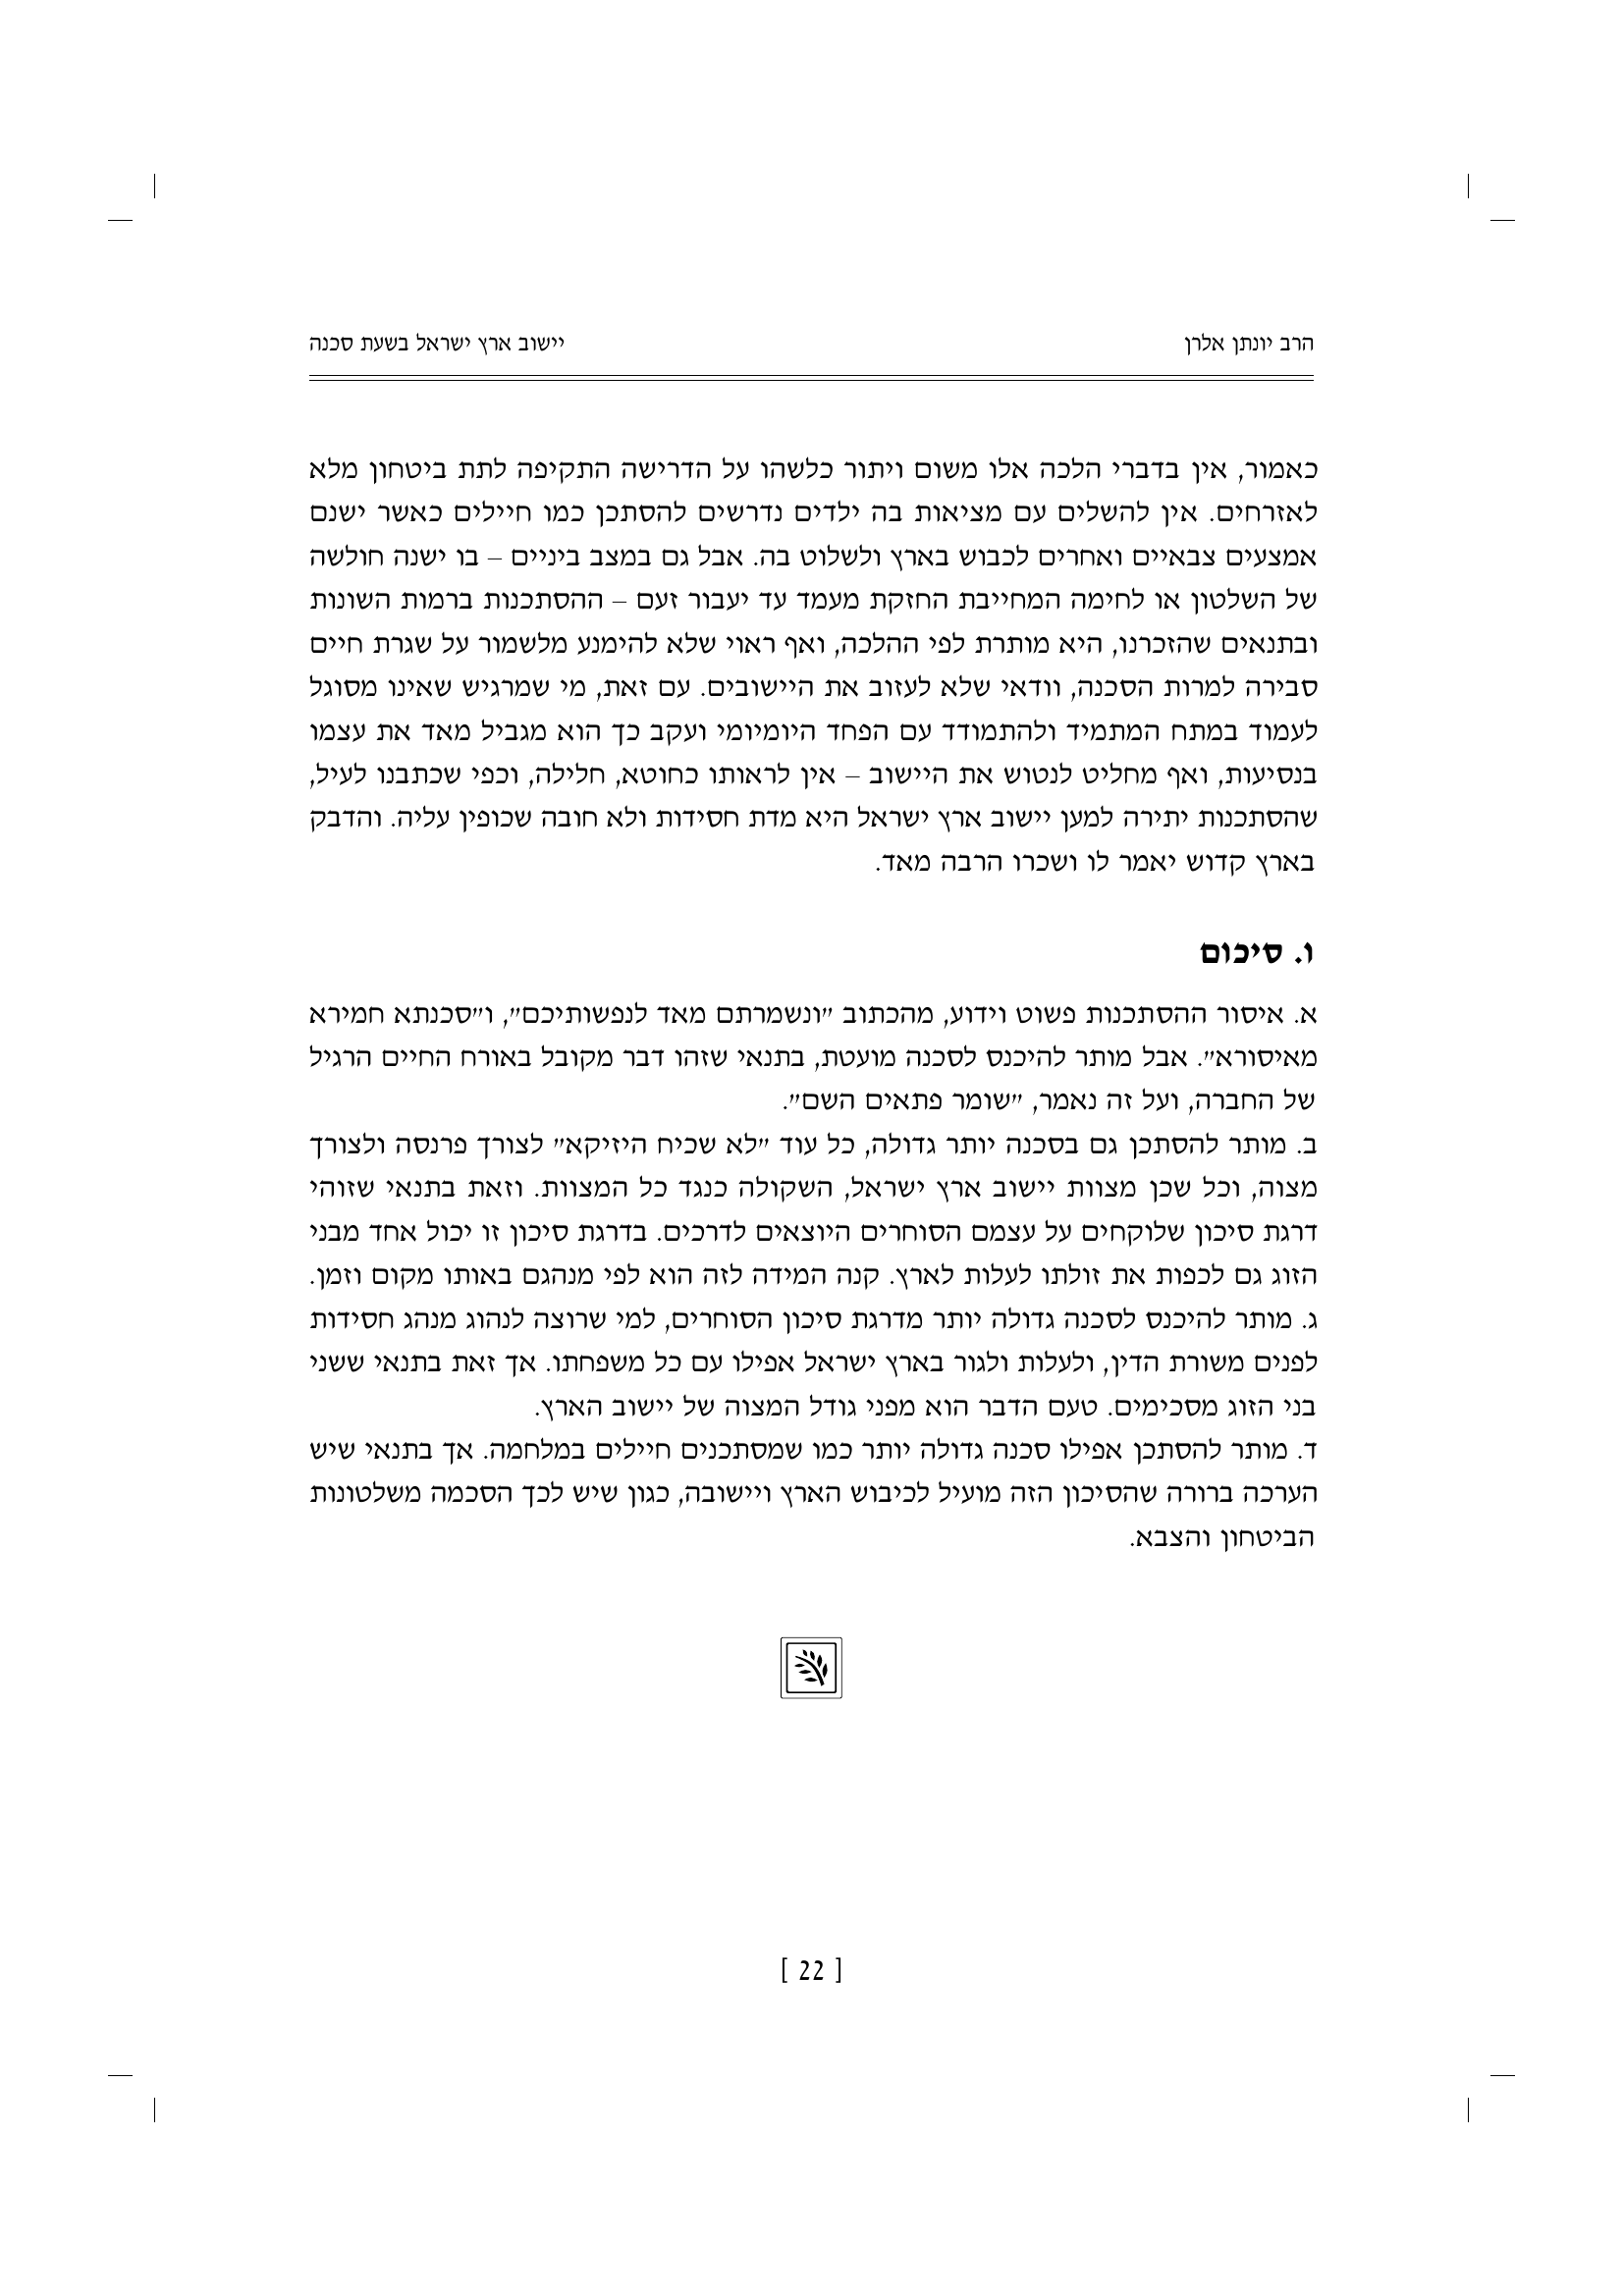 הרב יונתן אלרן
יישוב ארץ ישראל בשעת סכנה
כאמור, אין בדברי הלכה אלו משום ויתור כלשהו על הדרישה התקיפה לתת ביטחון מלא
לאזרחים. אין להשלים עם מציאות בה ילדים נדרשים להסתכן כמו חיילים כאשר ישנם
אמצעים צבאיים ואחרים לכבוש בארץ ולשלוט בה. אבל גם במצב ביניים – בו ישנה חולשה
של השלטון או לחימה המחייבת החזקת מעמד עד יעבור זעם – ההסתכנות ברמות השונות
ובתנאים שהזכרנו, היא מותרת לפי ההלכה, ואף ראוי שלא להימנע מלשמור על שגרת חיים
סבירה למרות הסכנה, וודאי שלא לעזוב את היישובים. עם זאת, מי שמרגיש שאינו מסוגל
לעמוד במתח המתמיד ולהתמודד עם הפחד היומיומי ועקב כך הוא מגביל מאד את עצמו
בנסיעות, ואף מחליט לנטוש את היישוב – אין לראותו כחוטא, חלילה, וכפי שכתבנו לעיל,
שהסתכנות יתירה למען יישוב ארץ ישראל היא מדת חסידות ולא חובה שכופין עליה. והדבק
בארץ קדוש יאמר לו ושכרו הרבה מאד.
ו. סיכום
א. איסור ההסתכנות פשוט וידוע, מהכתוב "ונשמרתם מאד לנפשותיכם", ו"סכנתא חמירא
מאיסורא". אבל מותר להיכנס לסכנה מועטת, בתנאי שזהו דבר מקובל באורח החיים הרגיל
של החברה, ועל זה נאמר, "שומר פתאים השם".
ב. מותר להסתכן גם בסכנה יותר גדולה, כל עוד "לא שכיח היזיקא" לצורך פרנסה ולצורך
מצוה, וכל שכן מצוות יישוב ארץ ישראל, השקולה כנגד כל המצוות. וזאת בתנאי שזוהי
דרגת סיכון שלוקחים על עצמם הסוחרים היוצאים לדרכים. בדרגת סיכון זו יכול אחד מבני
הזוג גם לכפות את זולתו לעלות לארץ. קנה המידה לזה הוא לפי מנהגם באותו מקום וזמן.
ג. מותר להיכנס לסכנה גדולה יותר מדרגת סיכון הסוחרים, למי שרוצה לנהוג מנהג חסידות
לפנים משורת הדין, ולעלות ולגור בארץ ישראל אפילו עם כל משפחתו. אך זאת בתנאי ששני
בני הזוג מסכימים. טעם הדבר הוא מפני גודל המצוה של יישוב הארץ.
ד. מותר להסתכן אפילו סכנה גדולה יותר כמו שמסתכנים חיילים במלחמה. אך בתנאי שיש
הערכה ברורה שהסיכון הזה מועיל לכיבוש הארץ ויישובה, כגון שיש לכך הסכמה משלטונות
הביטחון והצבא.
[ 22 ]